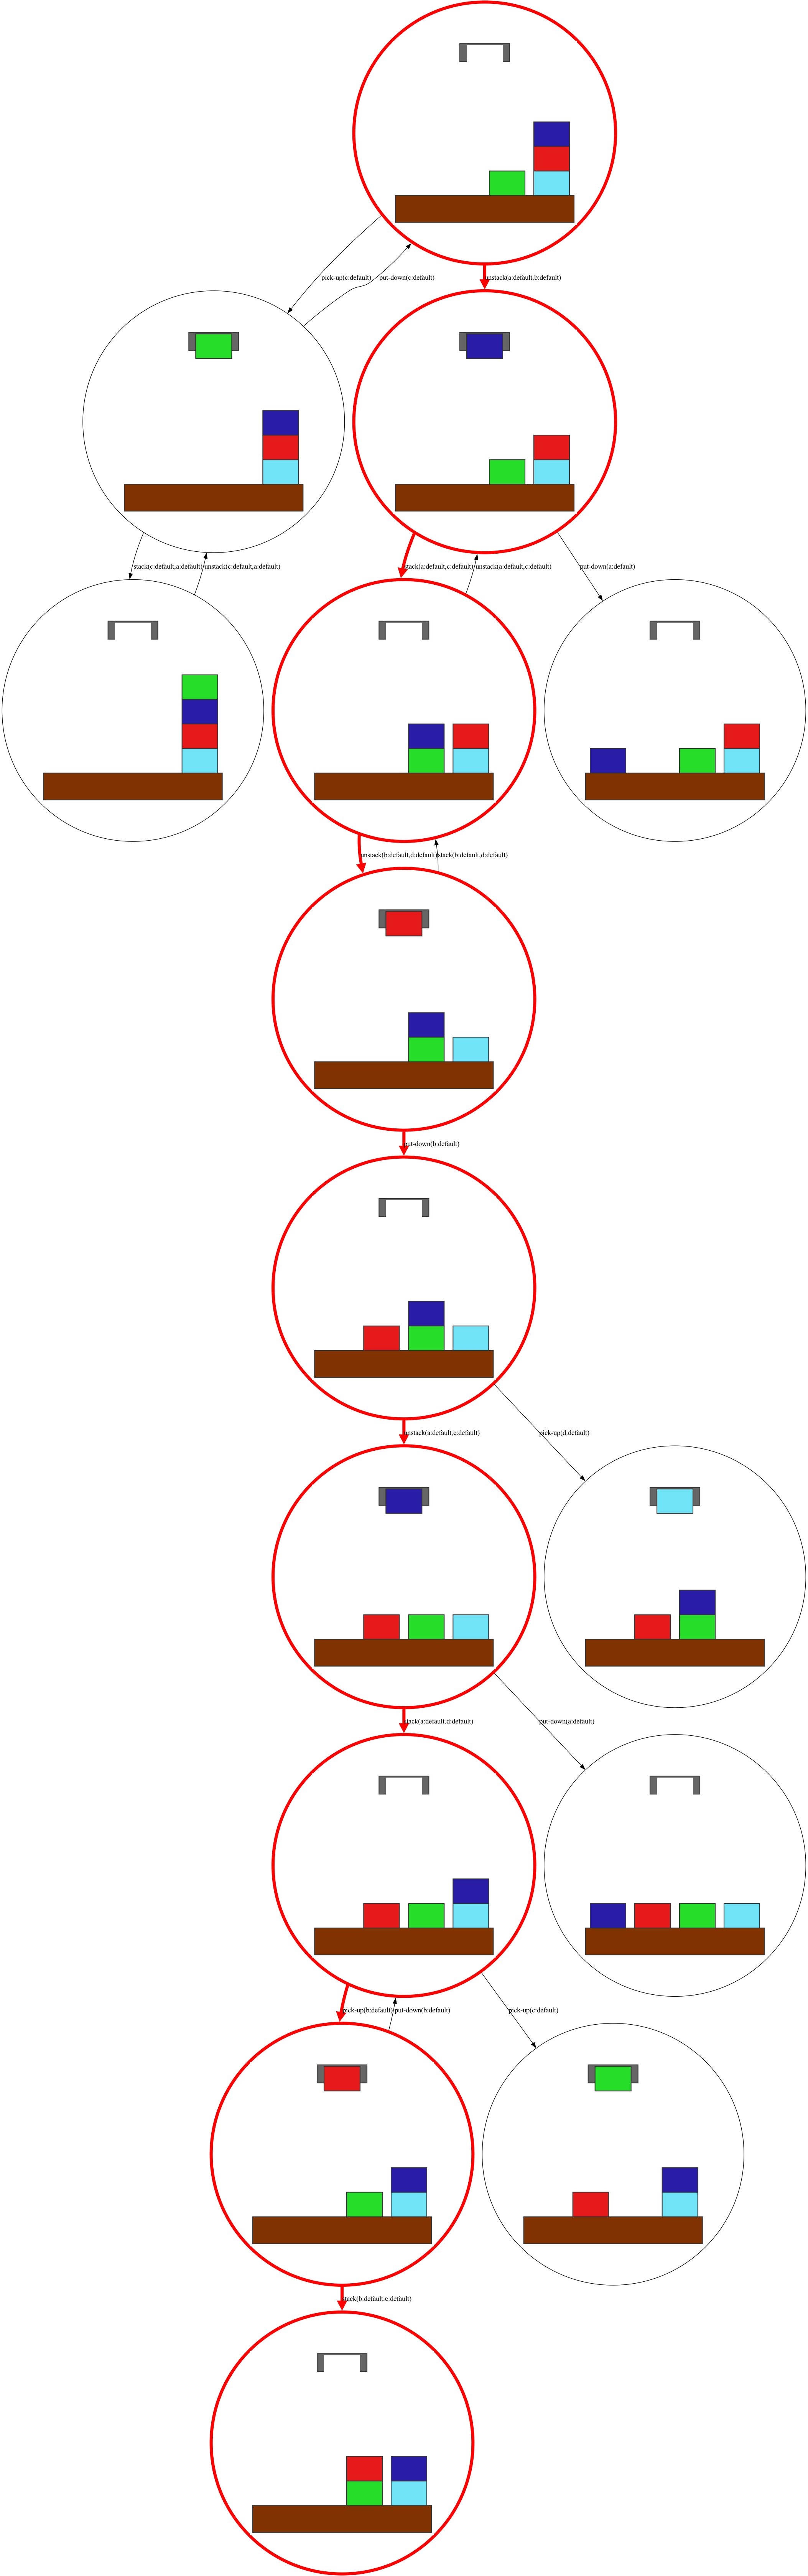 pick-up(c:default)
put-down(c:default)
unstack(a:default,b:default)
stack(c:default,a:default)
unstack(c:default,a:default)
stack(a:default,c:default)
unstack(a:default,c:default)
put-down(a:default)
unstack(b:default,d:default)
stack(b:default,d:default)
put-down(b:default)
unstack(a:default,c:default)
pick-up(d:default)
stack(a:default,d:default)
put-down(a:default)
pick-up(b:default)
put-down(b:default)
pick-up(c:default)
stack(b:default,c:default)